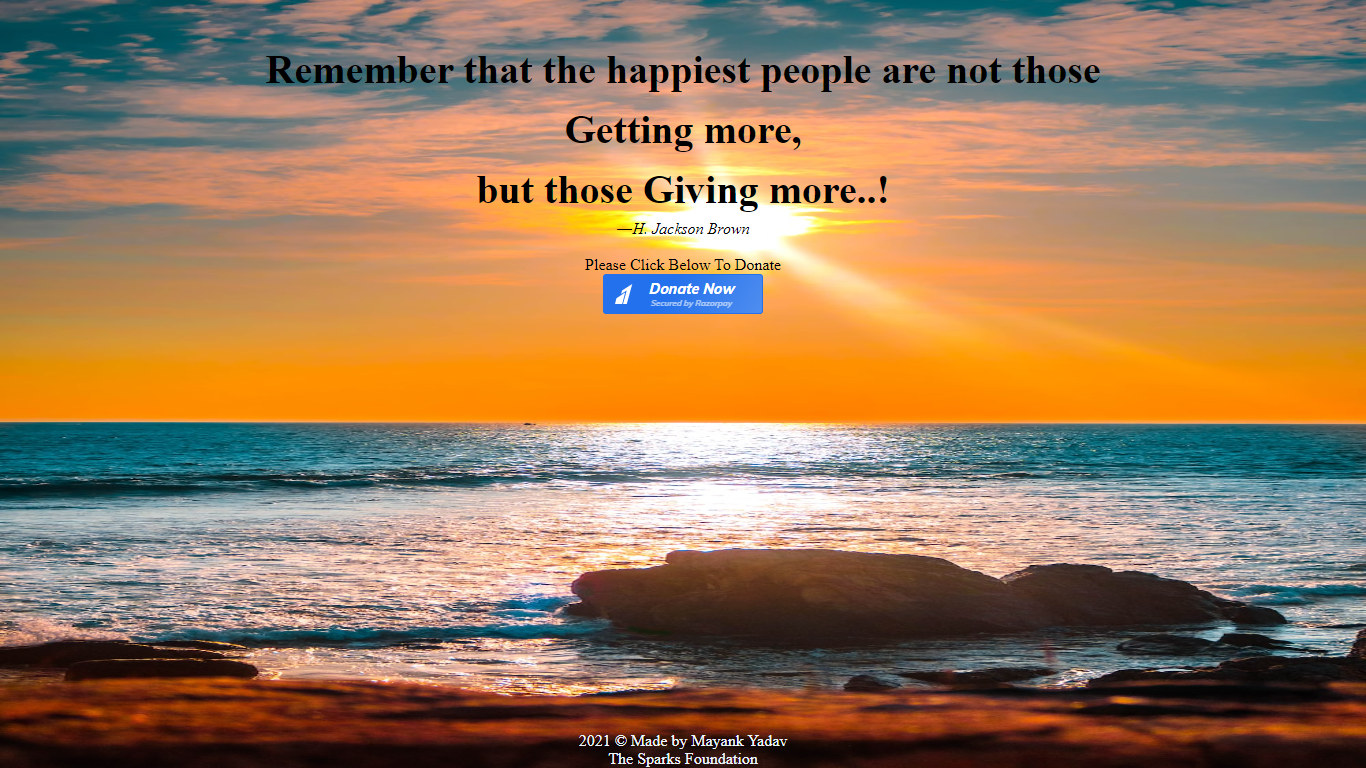 Remember that the happiest people are not those
Getting more,
but those Giving more..!
—H. Jackson Brown
Please Click Below To Donate
Donate Now
Secured by Razorpay
2021 © Made by Mayank Yadav
The Sparks Foundation